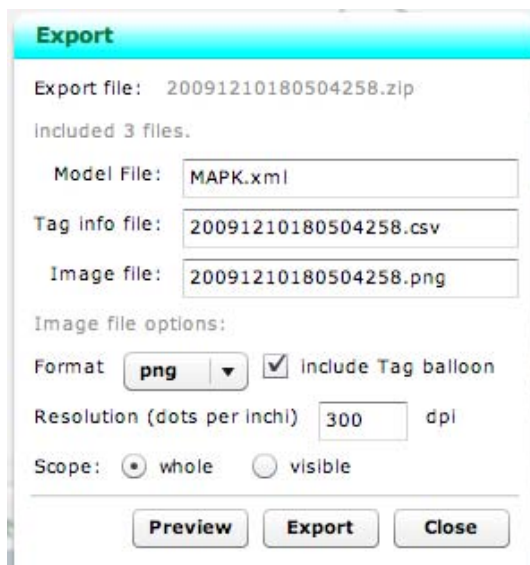 Export
Export file: 20091210180504258.zip
included 3 files.
Model File: MAPK.xml
Tag info file: 20091210180504258.csv
Image file: 20091210180504258.png
Image file options:
Format png include Tag balloon
Resolution (dots per inchi) 300 dpi
Scope: whole visible
Preview Export Close